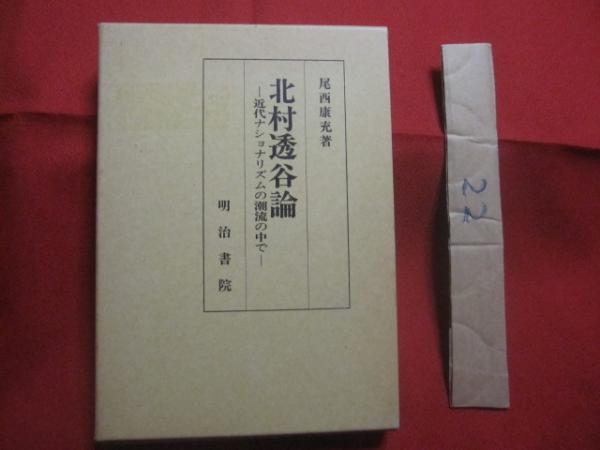 尾西康充著
北村透谷論
―近代ナショナリズムの潮流の中で―
明治書院
22